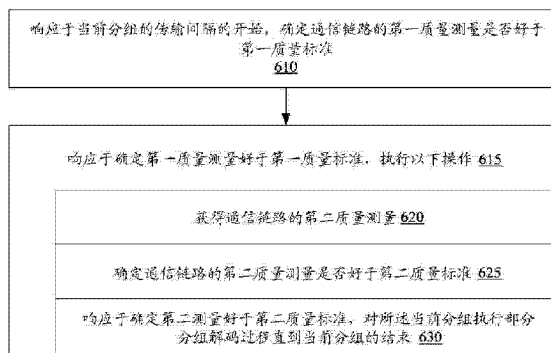 响应于当前分组的传输间隔的开始，确定通信链路的第一质量测量是否好于
第一质量标准
610
响应于确定第一质量测量好于第一质量标准，执行以下操作 615
获得通信链路的第二质量测量 620
确定通信链路的第二质量测量是否好于第二质量标准 625
响应于确定第二测量好于第二质量标准，对所述当前分组执行部分
分组解码过程直到当前分组的结束 630